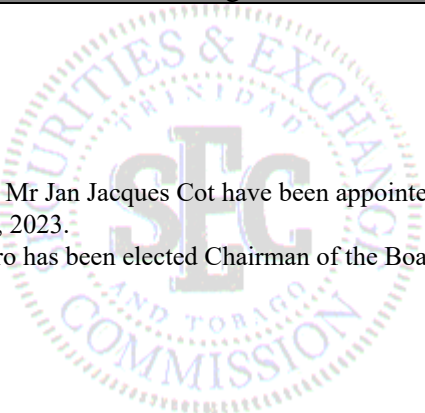 SECURITIES & EXCHANGE
TRINIDAD
SEC
Mr Jan Jacques Cot have been appointe
, 2023.
ro has been elected Chairman of the Boa
AND TOBAGO
COMMISSION